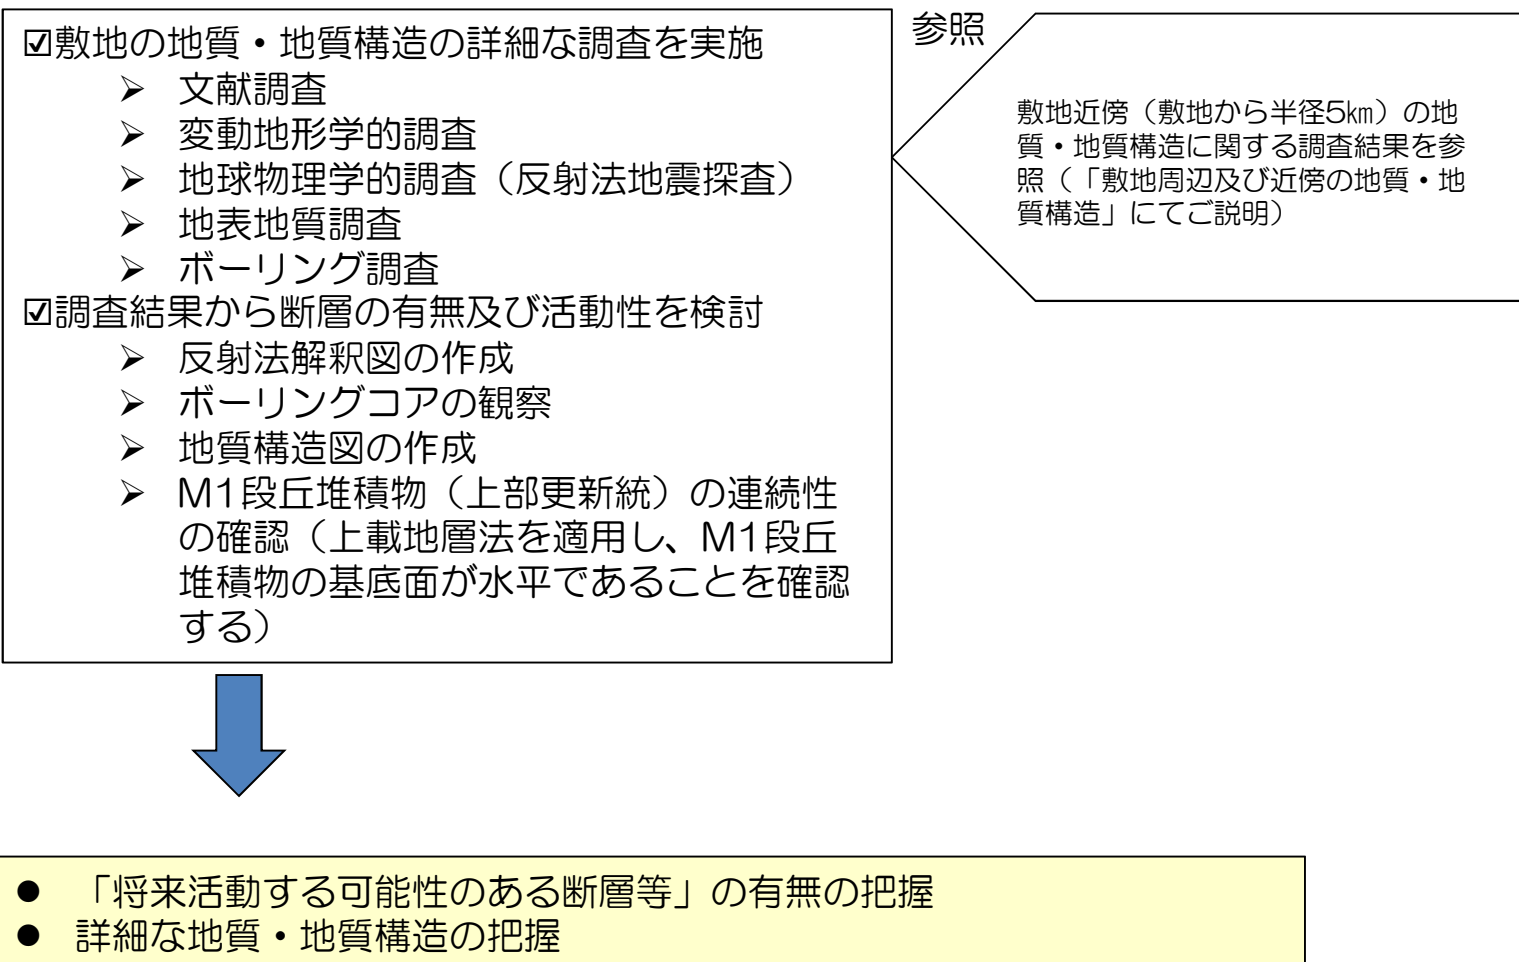 ☑敷地の地質・地質構造の詳細な調査を実施
➢ 文献調査
➢ 変動地形学的調査
➢ 地球物理学的調査（反射法地震探査）
➢ 地表地質調査
➢ ボーリング調査
☑調査結果から断層の有無及び活動性を検討
➢ 反射法解釈図の作成
➢ ボーリングコアの観察
➢ 地質構造図の作成
➢ M1段丘堆積物（上部更新統）の連続性
の確認（上載地層法を適用し、M1段丘
堆積物の基底面が水平であることを確認
する）
参照
敷地近傍（敷地から半径5㎞）の地
質・地質構造に関する調査結果を参
照（「敷地周辺及び近傍の地質・地
質構造」にてご説明）
● 「将来活動する可能性のある断層等」の有無の把握
● 詳細な地質・地質構造の把握